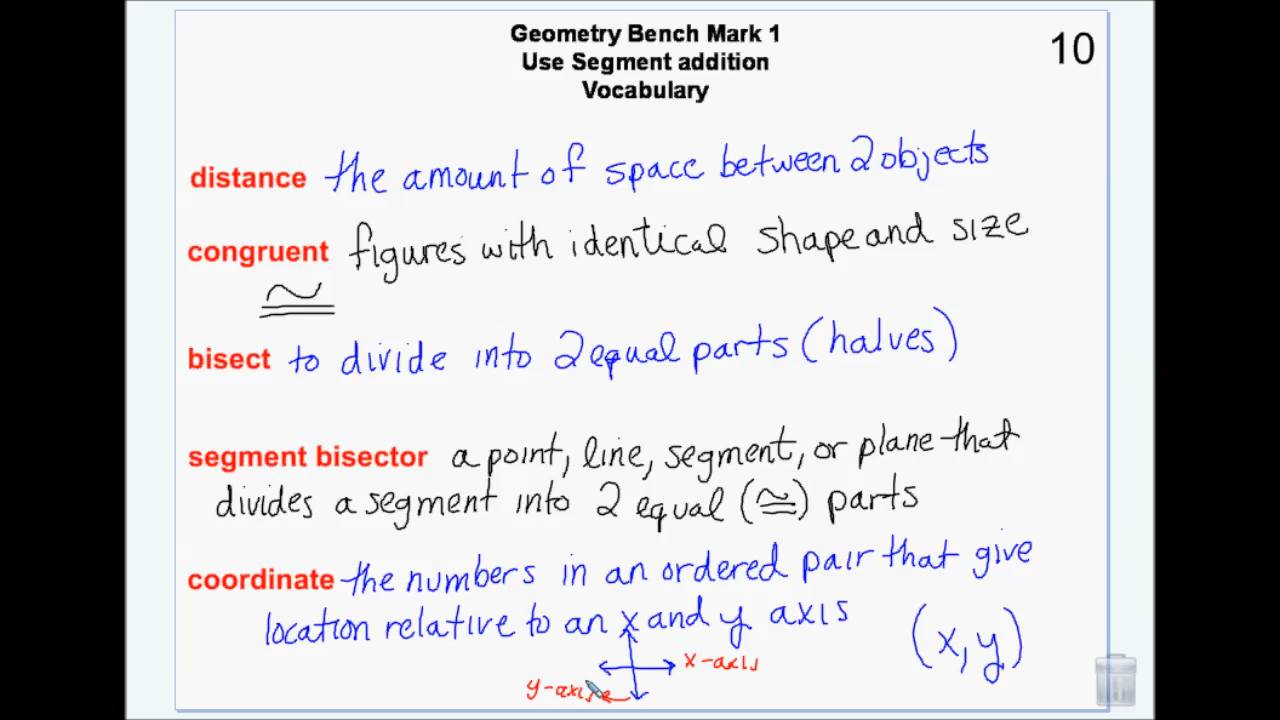 Geometry Bench Mark 1
Use Segment addition
Vocabulary
10
distance the amount of space between 2 objects
congruent figures with identical shape and size
≅
bisect to divide into 2 equal parts (halves)
segment bisector a point, line, segment, or plane that
divides a segment into 2 equal (≅) parts
coordinate the numbers in an ordered pair that give
location relative to an x and y axis
(x, y)
x-axis
y-axis